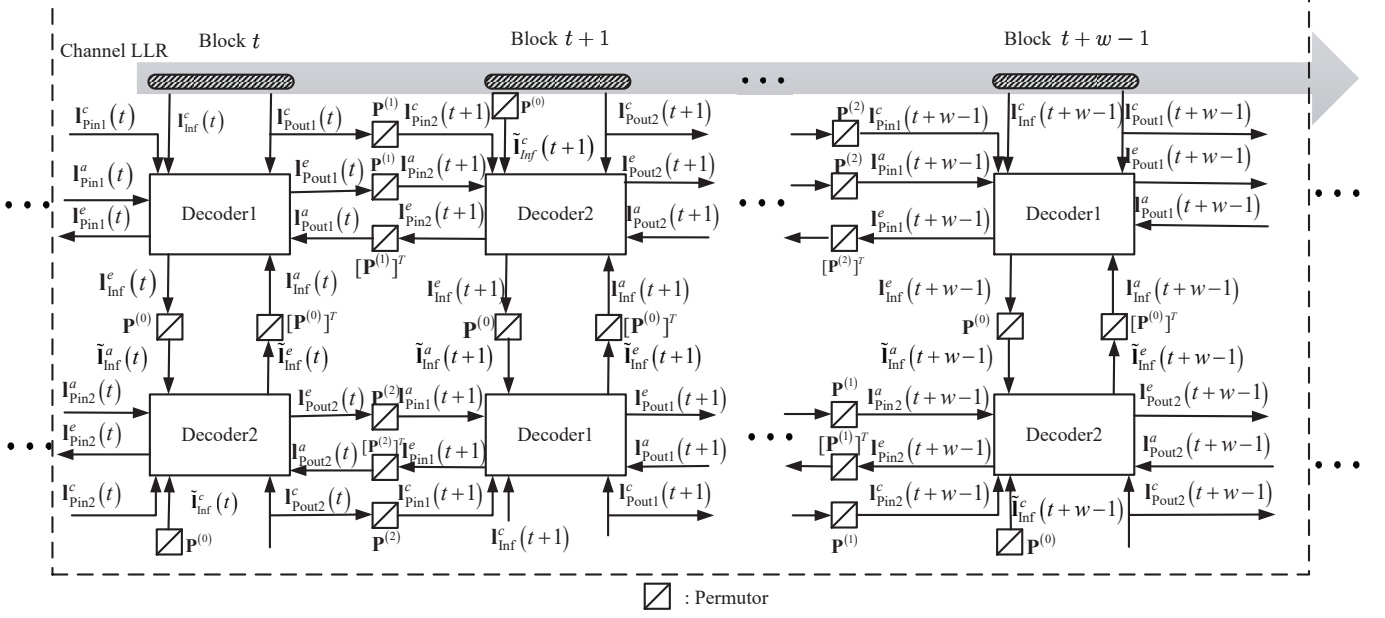 Block t
Block t + 1
Block t + w − 1
Channel LLR
l^c_Pin1(t)
l^c_Inf(t)
l^c_Pout1(t)
P^(1)
l^c_Pin2(t+1)
P^(0)
l̃^c_Inf(t+1)
l^c_Pout2(t+1)
P^(2)
l^c_Pin1(t+w−1)
l^c_Inf(t+w−1)
l^c_Pout1(t+w−1)
l^a_Pin1(t)
l^e_Pout1(t)
P^(1)
l^a_Pin2(t+1)
l^e_Pout2(t+1)
P^(2)
l^a_Pin1(t+w−1)
l^e_Pout1(t+w−1)
l^e_Pin1(t)
Decoder1
l^a_Pout1(t)
[P^(1)]^T
l^e_Pin2(t+1)
Decoder2
l^a_Pout2(t+1)
[P^(2)]^T
l^e_Pin1(t+w−1)
Decoder1
l^a_Pout1(t+w−1)
l^e_Inf(t)
l^a_Inf(t)
l^e_Inf(t+1)
l^a_Inf(t+1)
l^e_Inf(t+w−1)
l^a_Inf(t+w−1)
P^(0)
[P^(0)]^T
P^(0)
[P^(0)]^T
P^(0)
[P^(0)]^T
l̃^a_Inf(t)
l̃^e_Inf(t)
l̃^a_Inf(t+1)
l̃^e_Inf(t+1)
l̃^a_Inf(t+w−1)
l̃^e_Inf(t+w−1)
l^a_Pin2(t)
l^e_Pout2(t)
P^(2)
l^a_Pin1(t+1)
l^e_Pout1(t+1)
P^(1)
l^a_Pin2(t+w−1)
l^e_Pout2(t+w−1)
l^e_Pin2(t)
Decoder2
l^a_Pout2(t)
[P^(2)]^T
l^e_Pin1(t+1)
Decoder1
l^a_Pout1(t+1)
[P^(1)]^T
l^e_Pin2(t+w−1)
Decoder2
l^a_Pout2(t+w−1)
l^c_Pin2(t)
l̃^c_Inf(t)
P^(0)
l^c_Pout2(t)
P^(2)
l^c_Pin1(t+1)
l^c_Inf(t+1)
l^c_Pout1(t+1)
P^(1)
l^c_Pin2(t+w−1)
l̃^c_Inf(t+w−1)
P^(0)
l^c_Pout2(t+w−1)
: Permutor